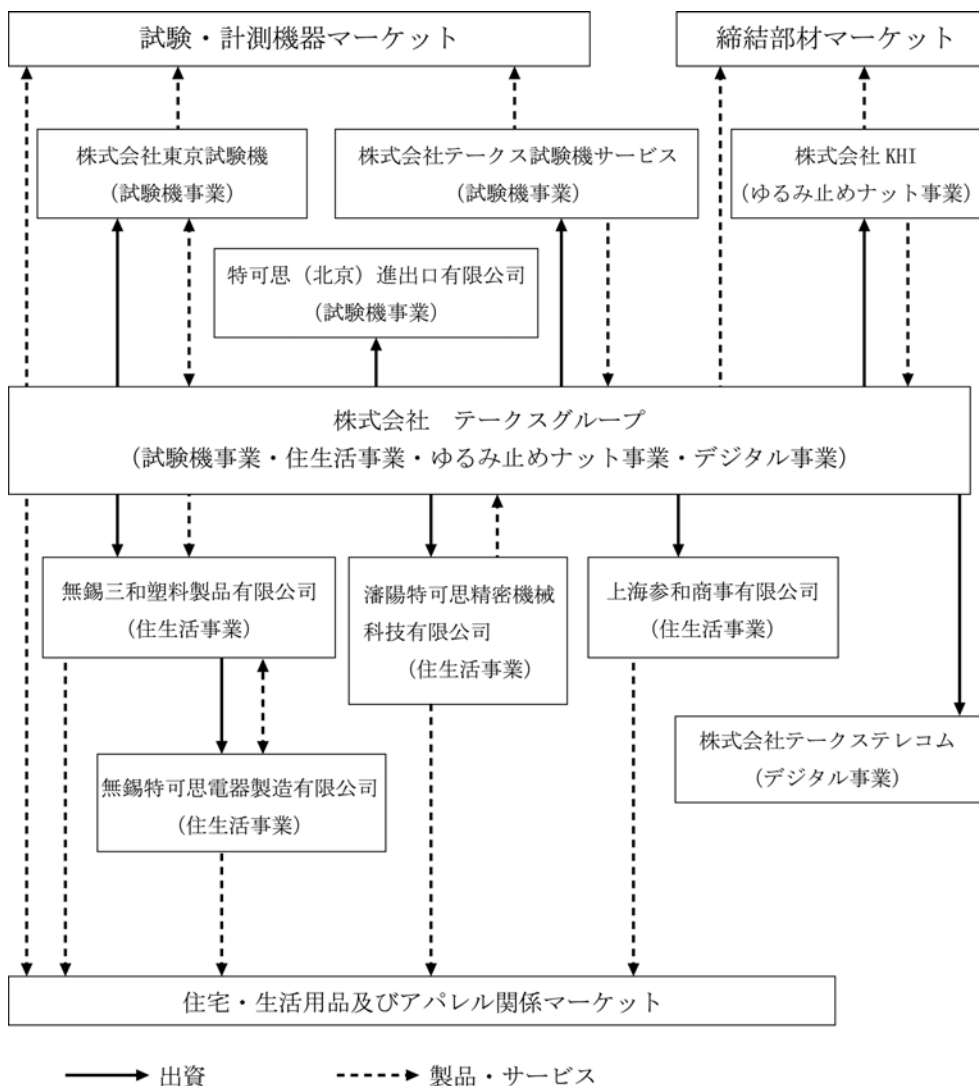 試験・計測機器マーケット
締結部材マーケット
株式会社東京試験機
(試験機事業)
株式会社テークス試験機サービス
(試験機事業)
株式会社 KHI
(ゆるみ止めナット事業)
特可思（北京）進出口有限公司
(試験機事業)
株式会社　テークスグループ
(試験機事業・住生活事業・ゆるみ止めナット事業・デジタル事業)
無錫三和塑料製品有限公司
(住生活事業)
瀋陽特可思精密機械
科技有限公司
(住生活事業)
上海参和商事有限公司
(住生活事業)
株式会社テークステレコム
(デジタル事業)
無錫特可思電器製造有限公司
(住生活事業)
住宅・生活用品及びアパレル関係マーケット
出資
製品・サービス